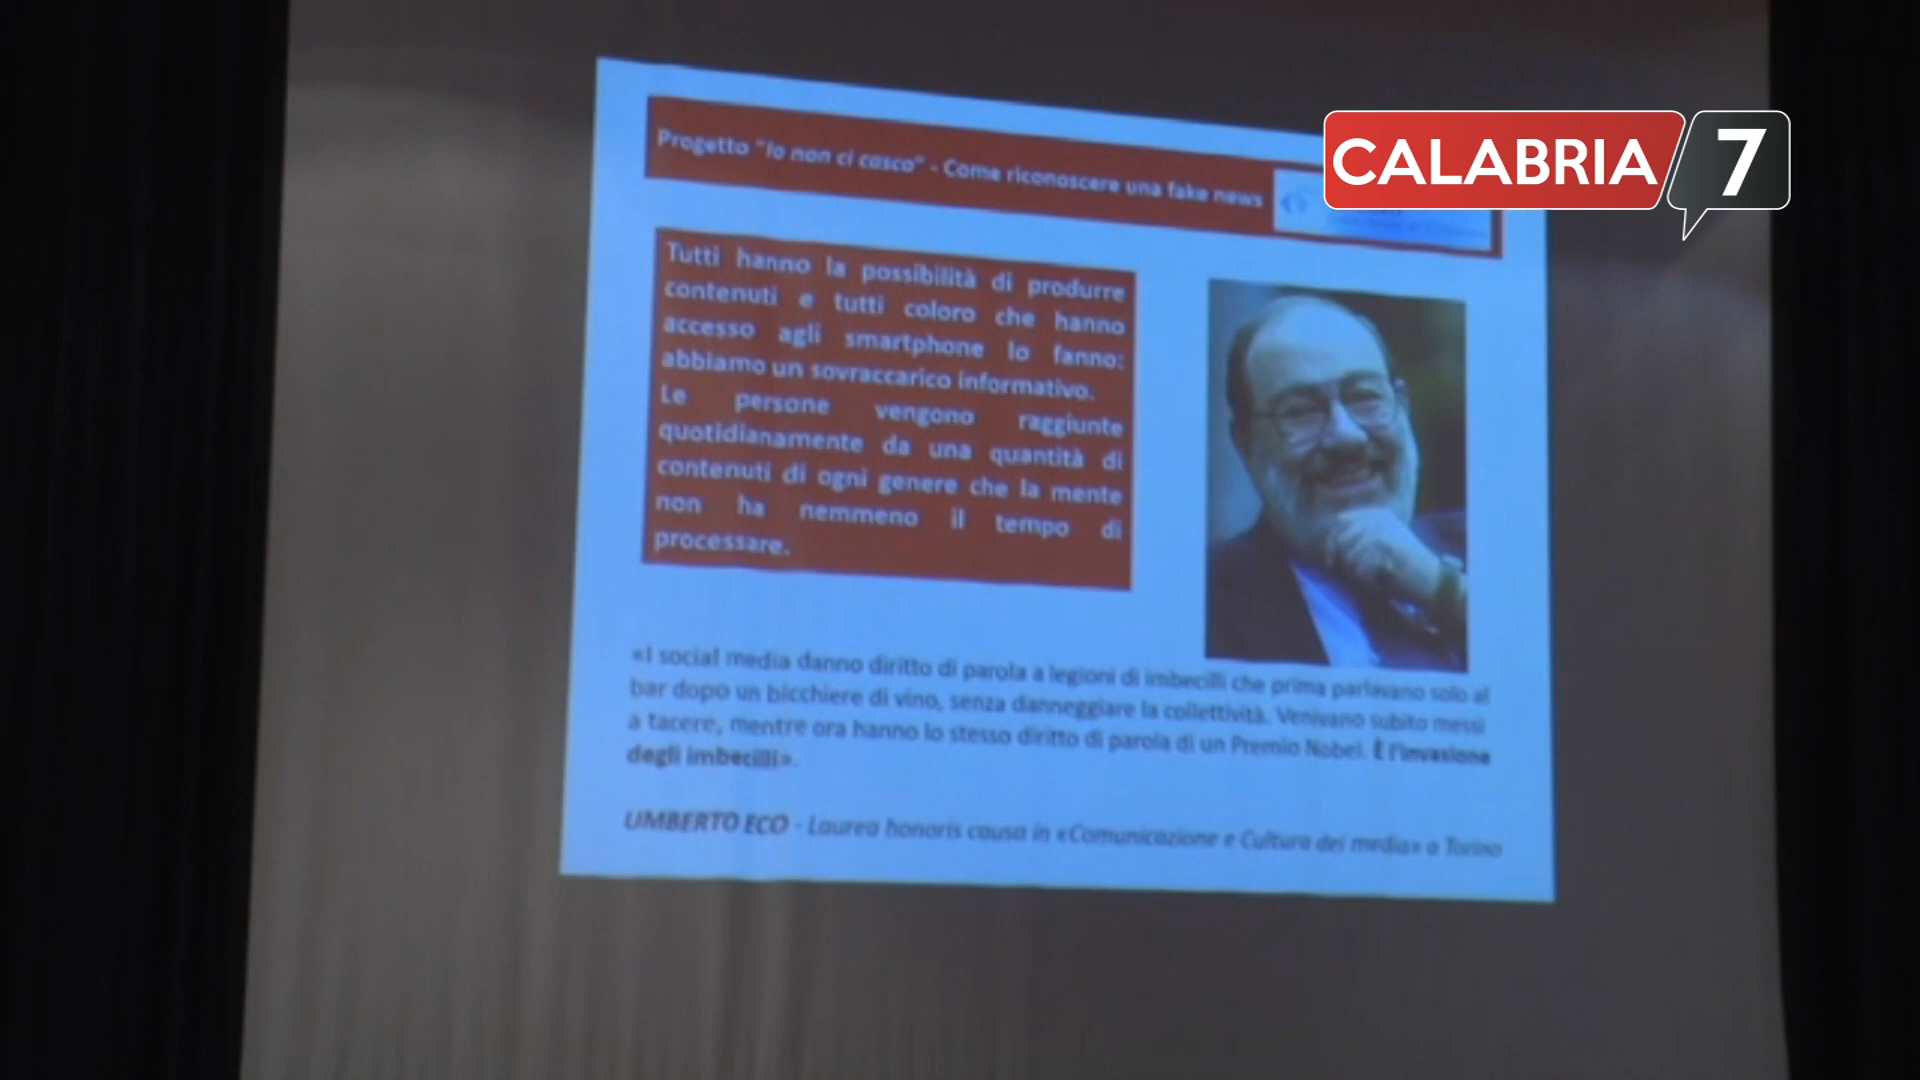 CALABRIA 7
Progetto "Io non ci casco" - Come riconoscere una fake news
Tutti hanno la possibilità di produrre
contenuti e tutti coloro che hanno
accesso agli smartphone lo fanno:
abbiamo un sovraccarico informativo.
Le persone vengono raggiunte
quotidianamente da una quantità di
contenuti di ogni genere che la mente
non ha nemmeno il tempo di
processare.
«I social media danno diritto di parola a legioni di imbecilli che prima parlavano solo al
bar dopo un bicchiere di vino, senza danneggiare la collettività. Venivano subito messi
a tacere, mentre ora hanno lo stesso diritto di parola di un Premio Nobel. È l'invasione
degli imbecilli».
UMBERTO ECO - Laurea honoris causa in «Comunicazione e Cultura dei media» a Torino